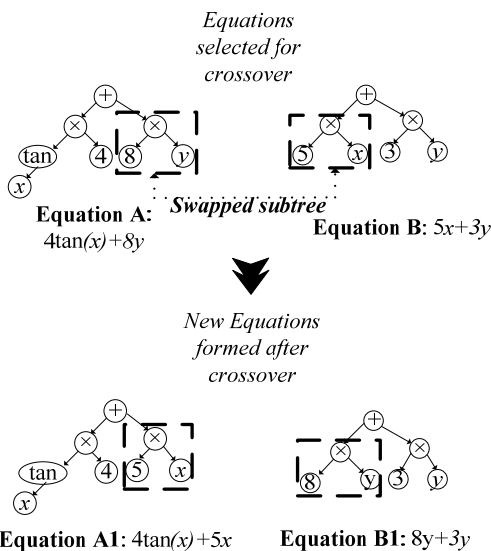 Equations
selected for
crossover
+ +
× × × ×
tan 4 8 y 5 x 3 y
x
Swapped subtree
Equation A: Equation B: 5x+3y
4tan(x)+8y
New Equations
formed after
crossover
+ +
× × × ×
tan 4 5 x 8 y 3 y
x
Equation A1: 4tan(x)+5x Equation B1: 8y+3y